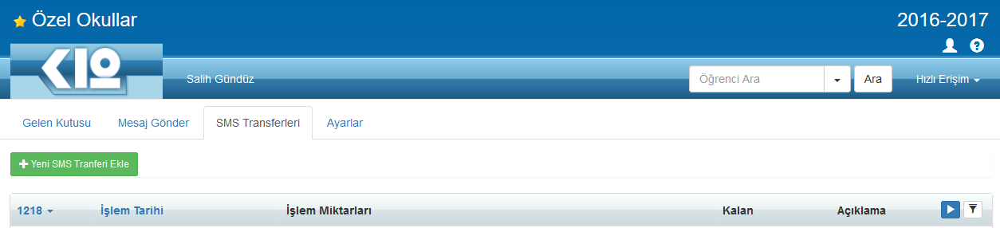 Özel Okullar
2016-2017
K12
Salih Gündüz
Öğrenci Ara
Ara
Hızlı Erişim
Gelen Kutusu
Mesaj Gönder
SMS Transferleri
Ayarlar
Yeni SMS Tranferi Ekle
1218
İşlem Tarihi
İşlem Miktarları
Kalan
Açıklama